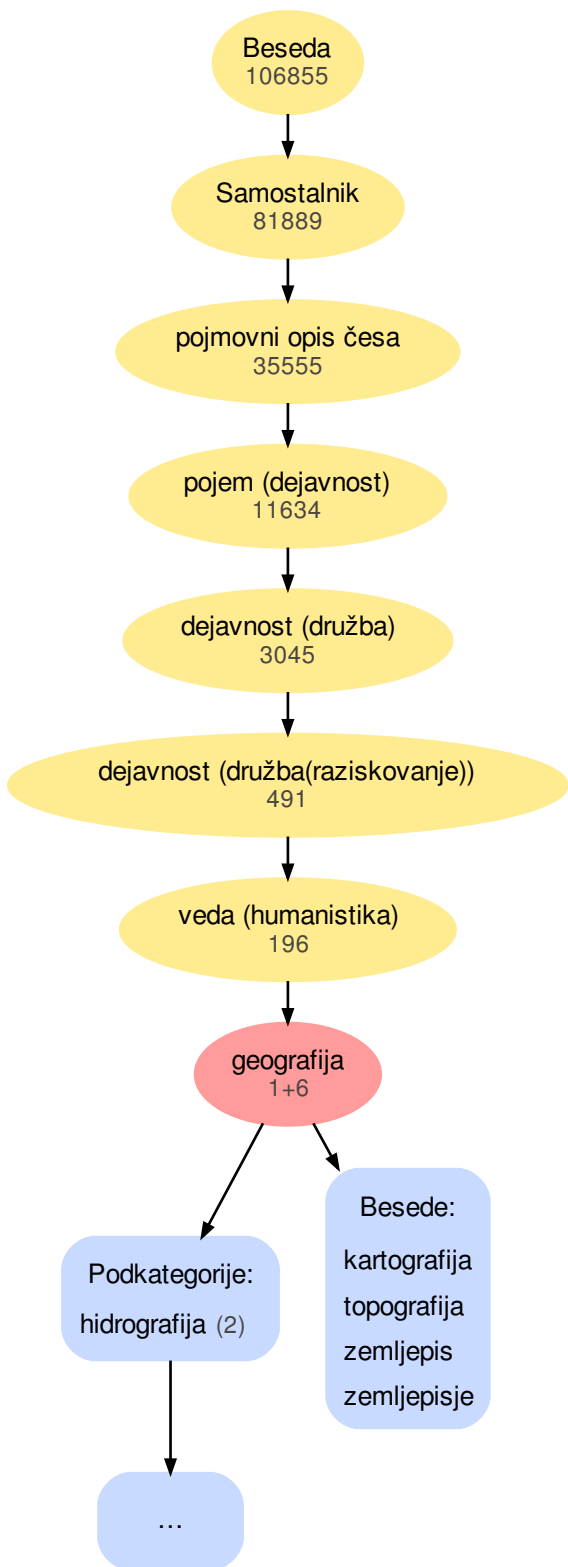 Beseda
106855
Samostalnik
81889
pojmovni opis česa
35555
pojem (dejavnost)
11634
dejavnost (družba)
3045
dejavnost (družba(raziskovanje))
491
veda (humanistika)
196
geografija
1+6
Podkategorije:
hidrografija (2)
...
Besede:
kartografija
topografija
zemljepis
zemljepisje